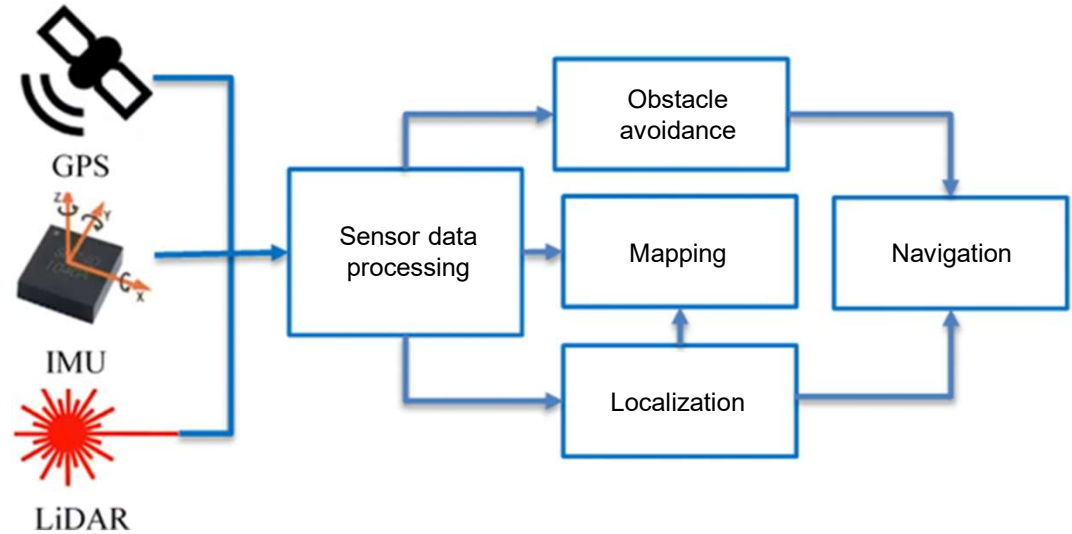 GPS
Z
Y
X
IMU
LiDAR
Sensor data
processing
Obstacle
avoidance
Mapping
Localization
Navigation